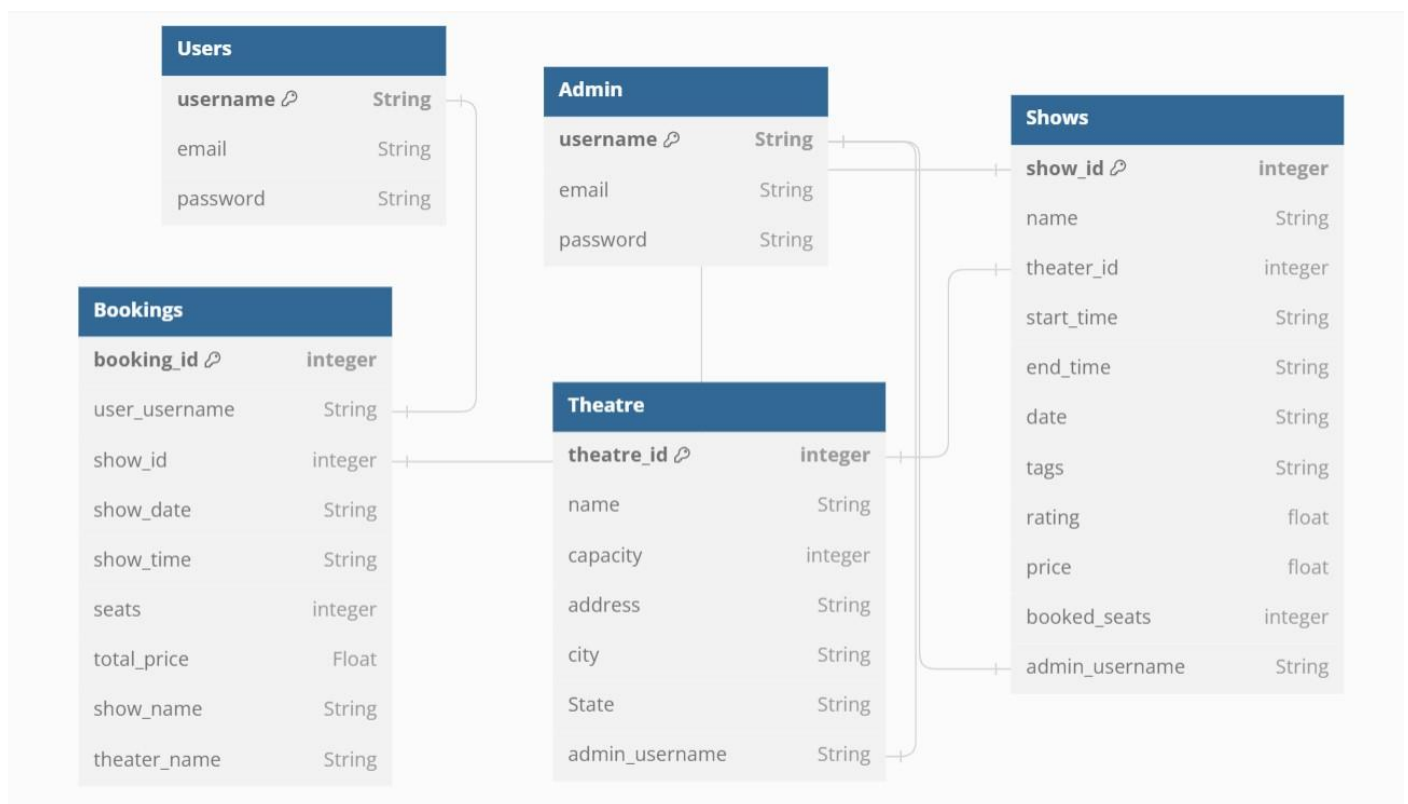 Users
username String
email String
password String
Admin
username String
email String
password String
Shows
show_id integer
name String
theater_id integer
start_time String
end_time String
date String
tags String
rating float
price float
booked_seats integer
admin_username String
Bookings
booking_id integer
user_username String
show_id integer
show_date String
show_time String
seats integer
total_price Float
show_name String
theater_name String
Theatre
theatre_id integer
name String
capacity integer
address String
city String
State String
admin_username String